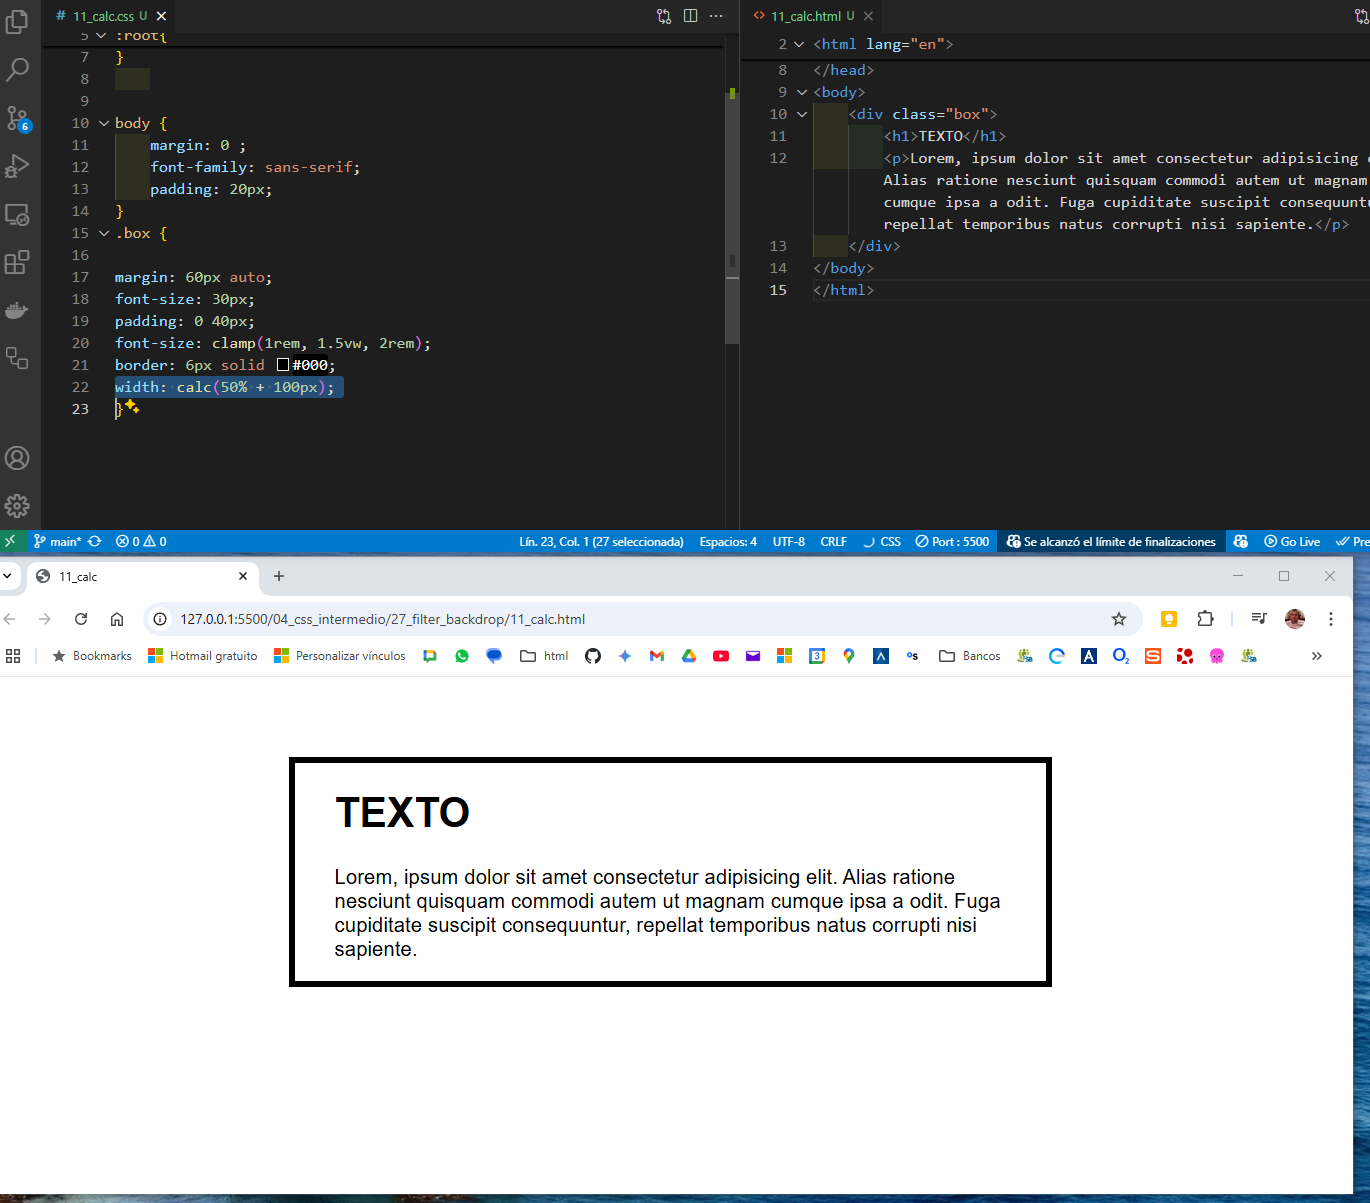 # 11_calc.css U
5 :root{
7 }
8
9
10 body {
11 margin: 0 ;
12 font-family: sans-serif;
13 padding: 20px;
14 }
15 .box {
16
17 margin: 60px auto;
18 font-size: 30px;
19 padding: 0 40px;
20 font-size: clamp(1rem, 1.5vw, 2rem);
21 border: 6px solid #000;
22 width: calc(50% + 100px);
23 }
6
<> 11_calc.html U
2 <html lang="en">
8 </head>
9 <body>
10 <div class="box">
11 <h1>TEXTO</h1>
12 <p>Lorem, ipsum dolor sit amet consectetur adipisicing
Alias ratione nesciunt quisquam commodi autem ut magnam
cumque ipsa a odit. Fuga cupiditate suscipit consequuntu
repellat temporibus natus corrupti nisi sapiente.</p>
13 </div>
14 </body>
15 </html>
main* 0 0 Lín. 23, Col. 1 (27 seleccionada) Espacios: 4 UTF-8 CRLF CSS Port : 5500 Se alcanzó el límite de finalizaciones Go Live Pre
11_calc
127.0.0.1:5500/04_css_intermedio/27_filter_backdrop/11_calc.html
Bookmarks Hotmail gratuito Personalizar vínculos html 3 Bancos
TEXTO
Lorem, ipsum dolor sit amet consectetur adipisicing elit. Alias ratione
nesciunt quisquam commodi autem ut magnam cumque ipsa a odit. Fuga
cupiditate suscipit consequuntur, repellat temporibus natus corrupti nisi
sapiente.